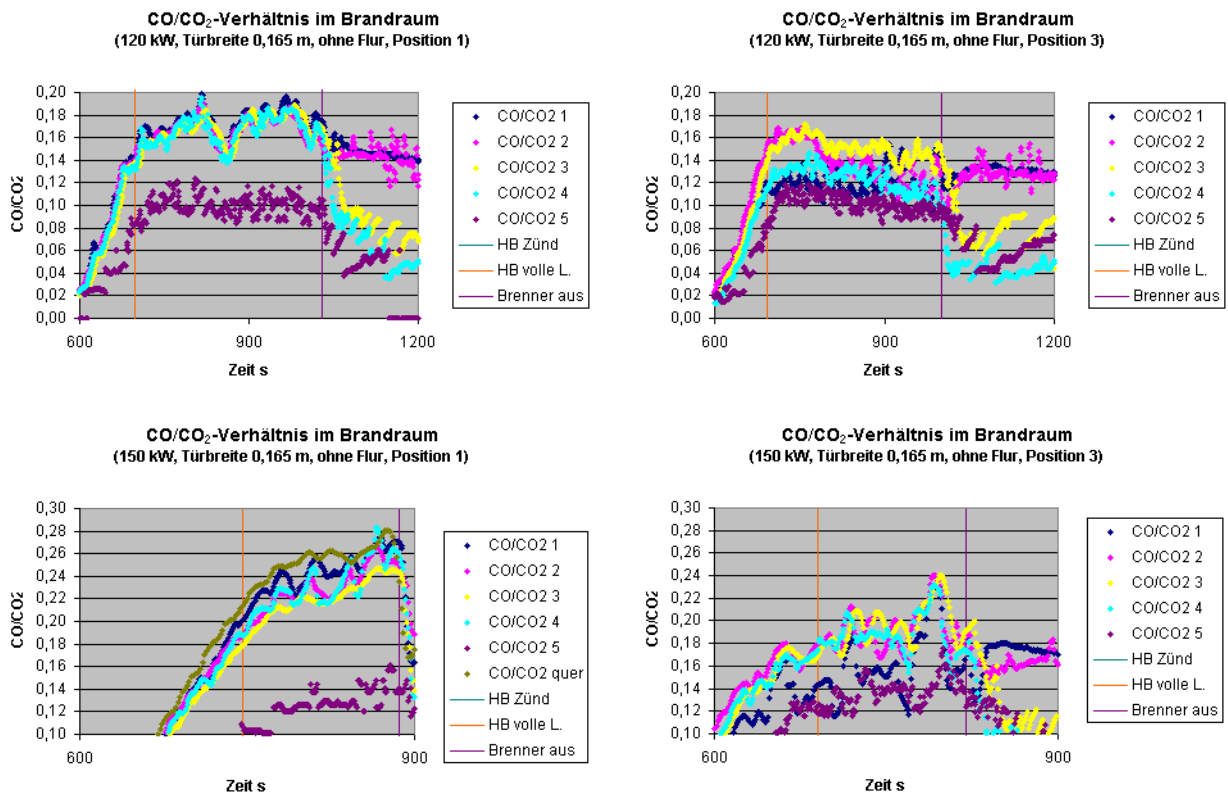 CO/CO₂-Verhältnis im Brandraum
(120 kW, Türbreite 0,165 m, ohne Flur, Position 1)
0,20
0,18
0,16
0,14
0,12
0,10
0,08
0,06
0,04
0,02
0,00
CO/CO2
600
900
1200
Zeit s
CO/CO2 1
CO/CO2 2
CO/CO2 3
CO/CO2 4
CO/CO2 5
HB Zünd
HB volle L.
Brenner aus
CO/CO₂-Verhältnis im Brandraum
(120 kW, Türbreite 0,165 m, ohne Flur, Position 3)
0,20
0,18
0,16
0,14
0,12
0,10
0,08
0,06
0,04
0,02
0,00
CO/CO2
600
900
1200
Zeit s
CO/CO2 1
CO/CO2 2
CO/CO2 3
CO/CO2 4
CO/CO2 5
HB Zünd
HB volle L.
Brenner aus
CO/CO₂-Verhältnis im Brandraum
(150 kW, Türbreite 0,165 m, ohne Flur, Position 1)
0,30
0,28
0,26
0,24
0,22
0,20
0,18
0,16
0,14
0,12
0,10
CO/CO2
600
900
Zeit s
CO/CO2 1
CO/CO2 2
CO/CO2 3
CO/CO2 4
CO/CO2 5
CO/CO2 quer
HB Zünd
HB volle L.
Brenner aus
CO/CO₂-Verhältnis im Brandraum
(150 kW, Türbreite 0,165 m, ohne Flur, Position 3)
0,30
0,28
0,26
0,24
0,22
0,20
0,18
0,16
0,14
0,12
0,10
CO/CO2
600
900
Zeit s
CO/CO2 1
CO/CO2 2
CO/CO2 3
CO/CO2 4
CO/CO2 5
HB Zünd
HB volle L.
Brenner aus